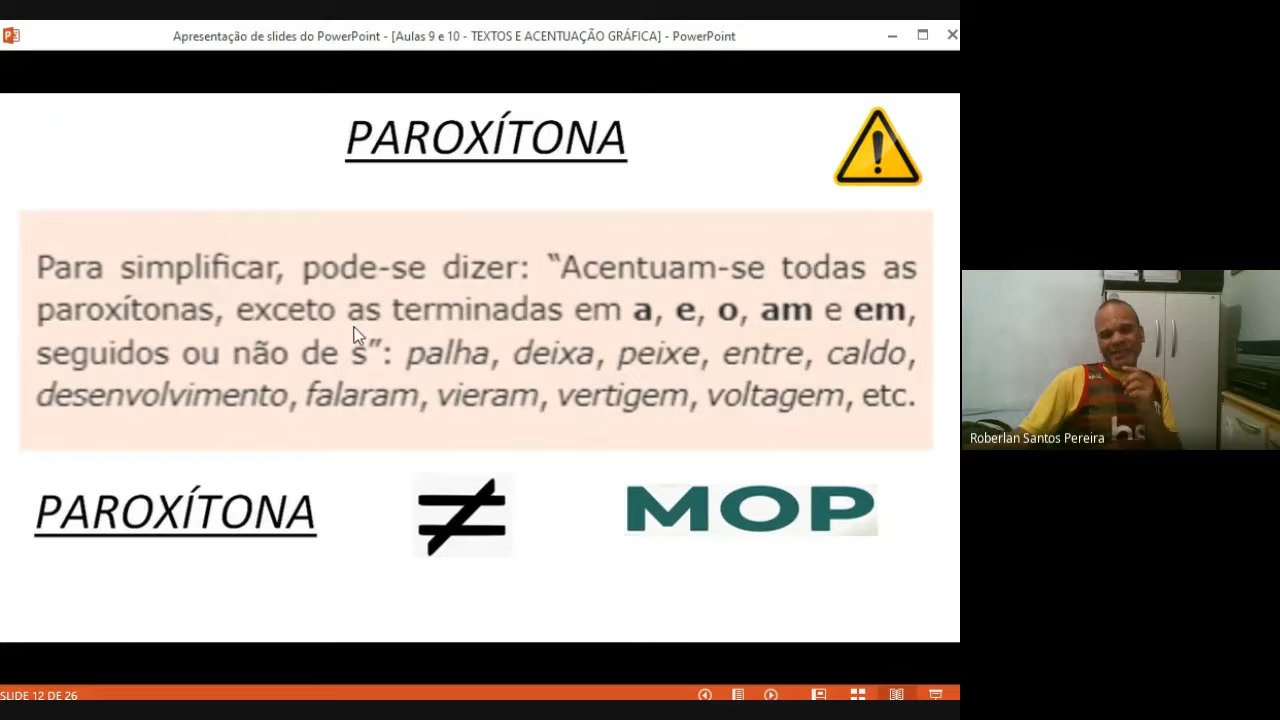 Apresentação de slides do PowerPoint - [Aulas 9 e 10 - TEXTOS E ACENTUAÇÃO GRÁFICA] - PowerPoint
PAROXÍTONA
Para simplificar, pode-se dizer: “Acentuam-se todas as
paroxítonas, exceto as terminadas em a, e, o, am e em,
seguidos ou não de s”: palha, deixa, peixe, entre, caldo,
desenvolvimento, falaram, vieram, vertigem, voltagem, etc.
PAROXÍTONA ≠ MOP
Roberlan Santos Pereira
SLIDE 12 DE 26